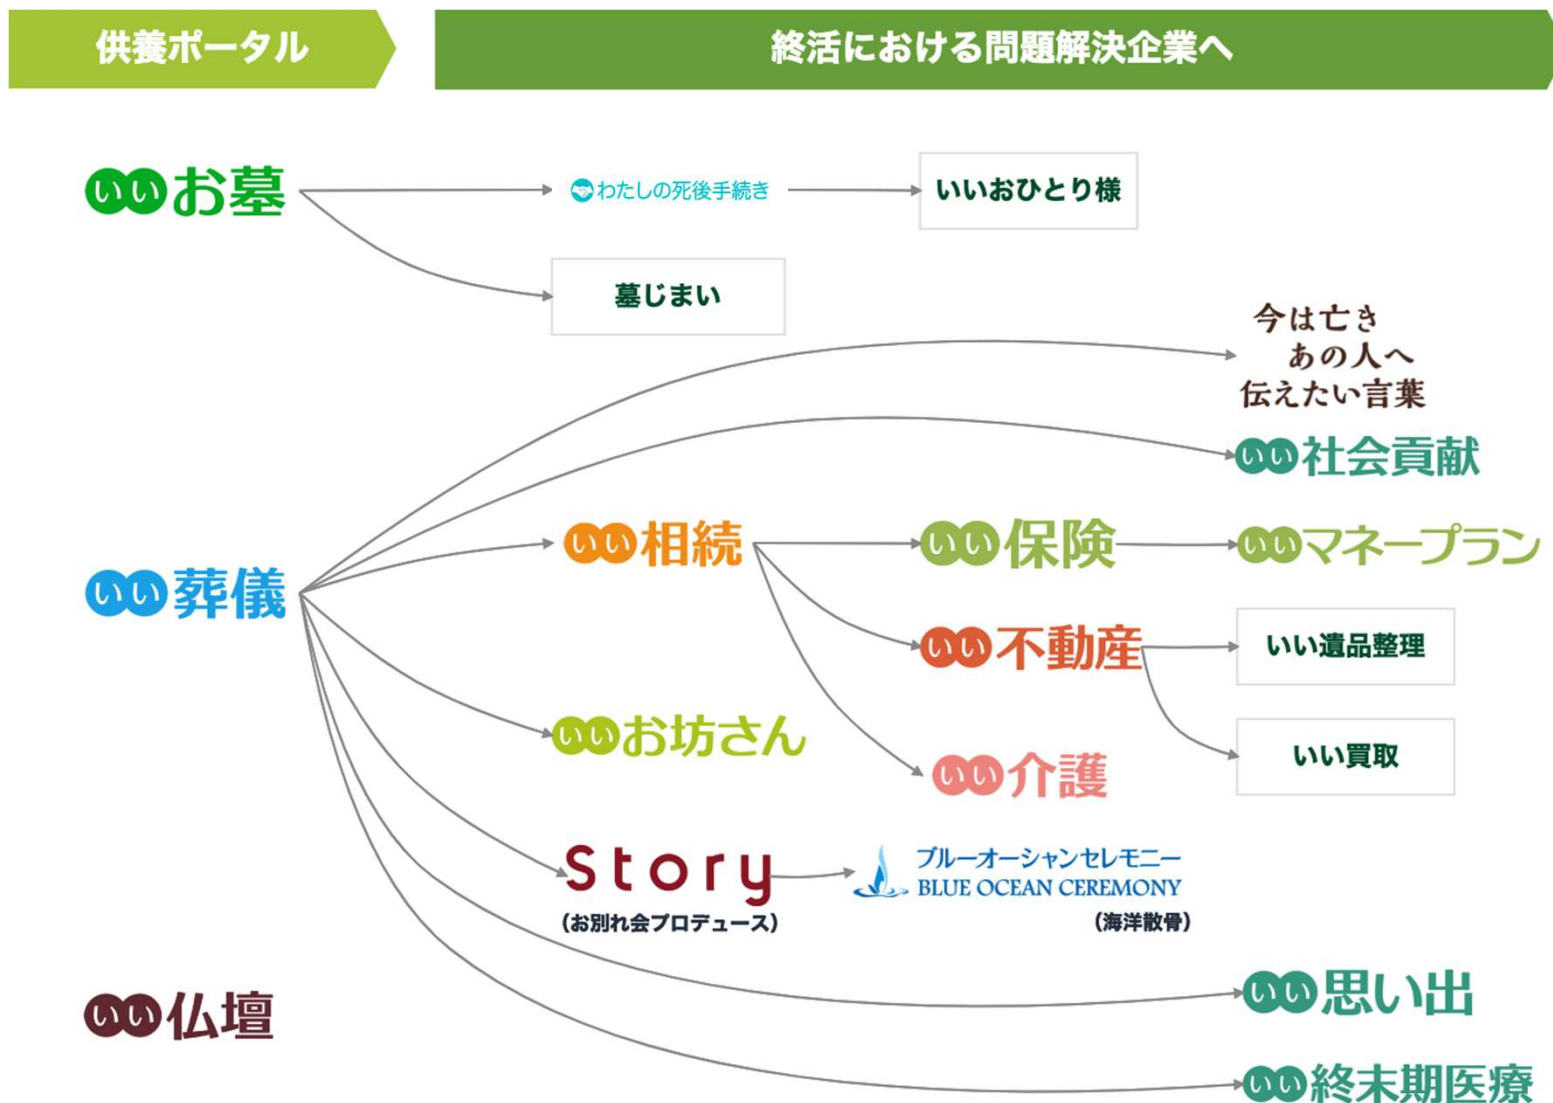 供養ポータル
終活における問題解決企業へ
いいお墓
わたしの死後手続き
いいおひとり様
墓じまい
今は亡き
あの人へ
伝えたい言葉
いい社会貢献
いい葬儀
いい相続
いい保険
いいマネープラン
いい不動産
いい遺品整理
いいお坊さん
いい買取
いい介護
Story
(お別れ会プロデュース)
ブルーオーシャンセレモニー
BLUE OCEAN CEREMONY
(海洋散骨)
いい仏壇
いい思い出
いい終末期医療